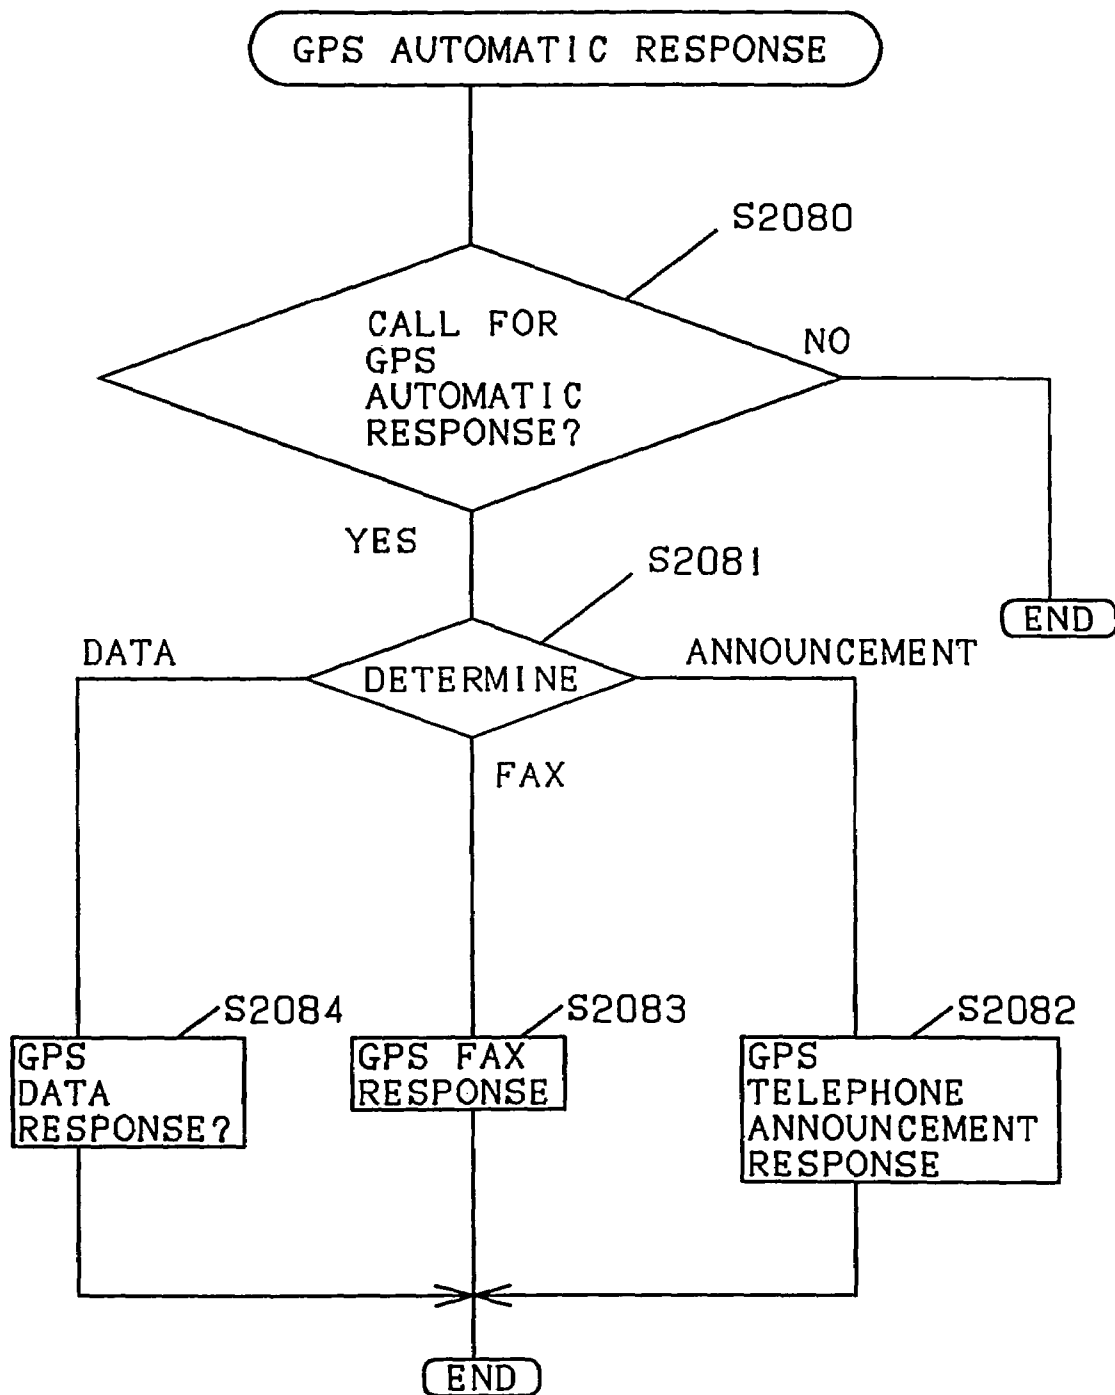 GPS AUTOMATIC RESPONSE
S2080
CALL FOR
GPS
AUTOMATIC
RESPONSE?
NO
YES
S2081
END
DATA
DETERMINE
ANNOUNCEMENT
FAX
S2084
S2083
S2082
GPS
DATA
RESPONSE?
GPS FAX
RESPONSE
GPS
TELEPHONE
ANNOUNCEMENT
RESPONSE
END